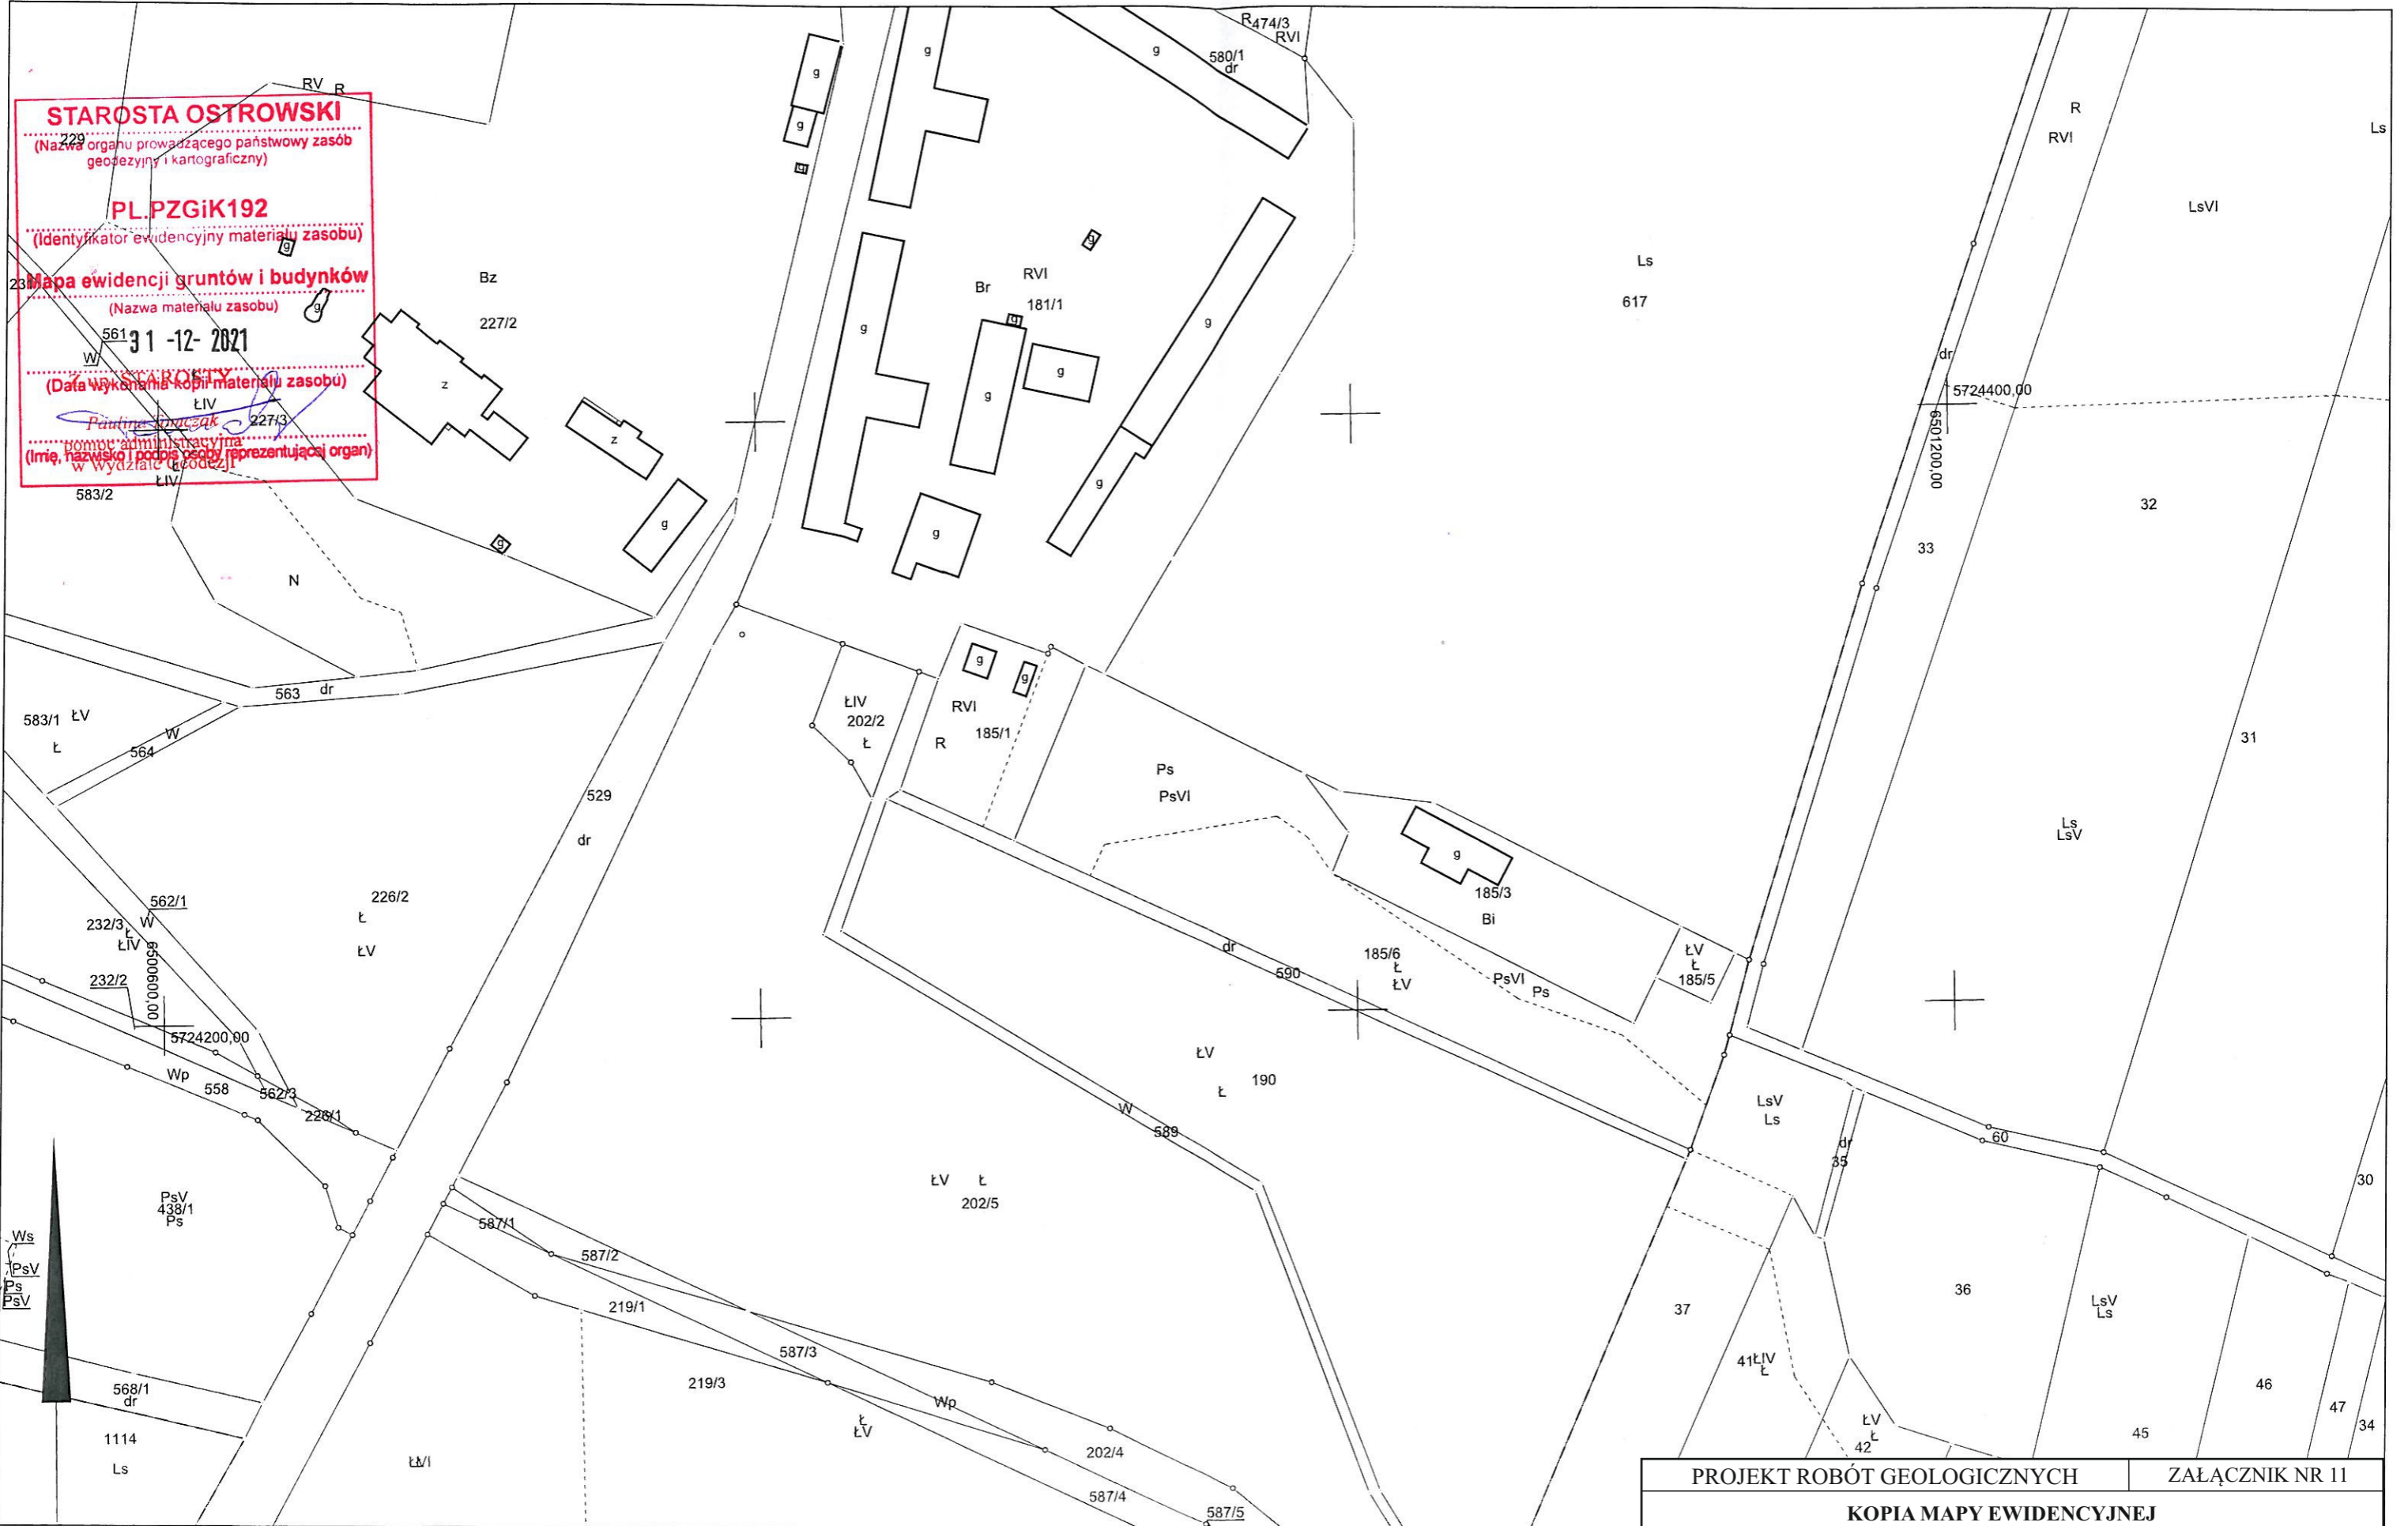 STAROSTA OSTROWSKI
(Nazwa organu prowadzącego państwowy zasób
geodezyjny i kartograficzny)
PL.PZGiK192
(Identyfikator ewidencyjny materiału zasobu)
Mapa ewidencji gruntów i budynków
(Nazwa materiału zasobu)
31 -12- 2021
(Data wykonania kopii materiału zasobu)
Z up. STAROSTY
Paulina
pomoc administracyjna
w Wydziale Geodezji
(Imię, nazwisko i podpis osoby reprezentującej organ)
RV R
229
561
W
ŁIV
227/3
Ł
ŁIV
583/2
g
g
Bz
227/2
z
z
g
g
N
g
g
g
g
g
g
R 474/3
RVI
580/1
dr
g
Br
RVI
181/1
g
g
g
g
g
g
g
Ls
617
R
RVI
Ls
LsVI
dr
5724400,00
6501200,00
33
32
31
Ls
LsV
563 dr
583/1 ŁV
Ł
564
W
529
dr
ŁIV
202/2
Ł
g
g
RVI
185/1
R
Ps
PsVI
g
185/3
Bi
ŁV
Ł
185/5
185/6
Ł
ŁV
PsVI Ps
dr
590
226/2
Ł
ŁV
562/1
232/3
W
Ł
ŁIV
6500600,00
232/2
5724200,00
Wp
558
562/3
226/1
ŁV
190
Ł
W
589
ŁV Ł
202/5
LsV
Ls
dr
35
60
30
PsV
438/1
Ps
Ws
PsV
Ps
PsV
587/1
587/2
219/1
587/3
219/3
Wp
Ł
ŁV
202/4
587/4
587/5
568/1
dr
1114
Ls
37
36
LsV
Ls
41 ŁIV
Ł
ŁV
Ł
42
45
46
47
34
PROJEKT ROBÓT GEOLOGICZNYCH
ZAŁĄCZNIK NR 11
KOPIA MAPY EWIDENCYJNEJ